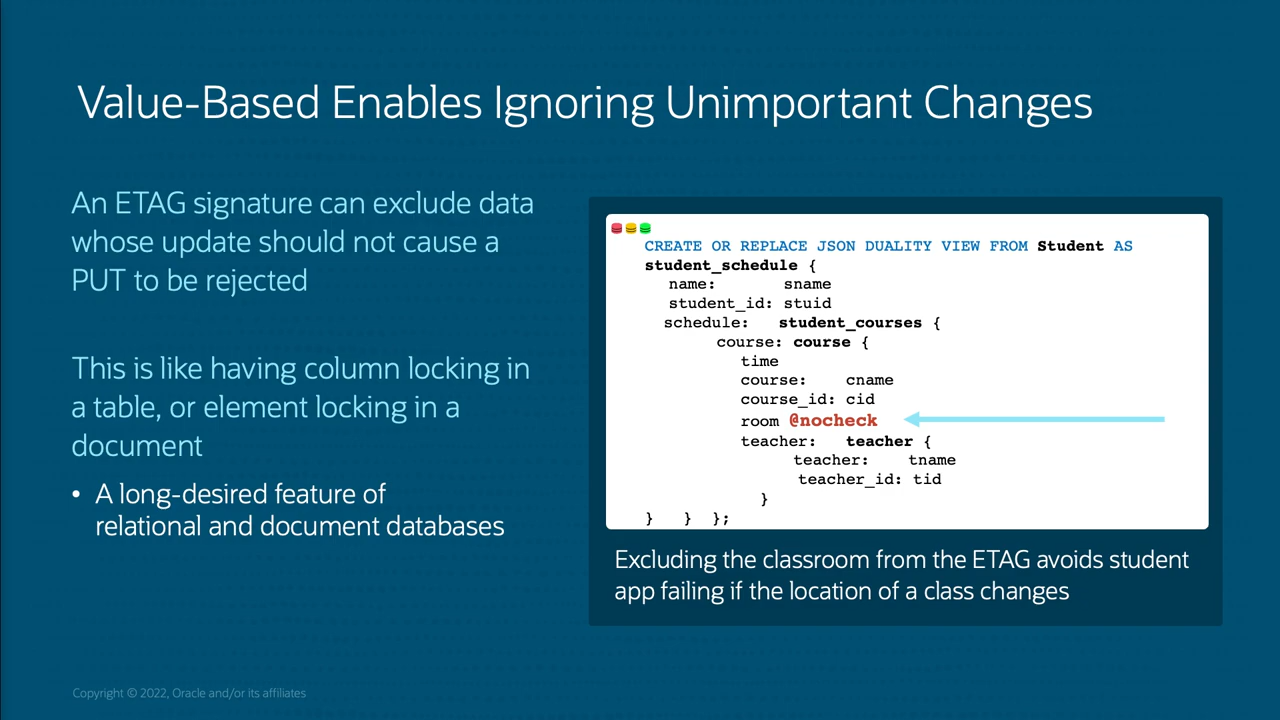 Value-Based Enables Ignoring Unimportant Changes
An ETAG signature can exclude data
whose update should not cause a
PUT to be rejected
This is like having column locking in
a table, or element locking in a
document
• A long-desired feature of
relational and document databases
CREATE OR REPLACE JSON DUALITY VIEW FROM Student AS
student_schedule {
name: sname
student_id: stuid
schedule: student_courses {
course: course {
time
course: cname
course_id: cid
room @nocheck
teacher: teacher {
teacher: tname
teacher_id: tid
}
} } };
Excluding the classroom from the ETAG avoids student
app failing if the location of a class changes
Copyright © 2022, Oracle and/or its affiliates